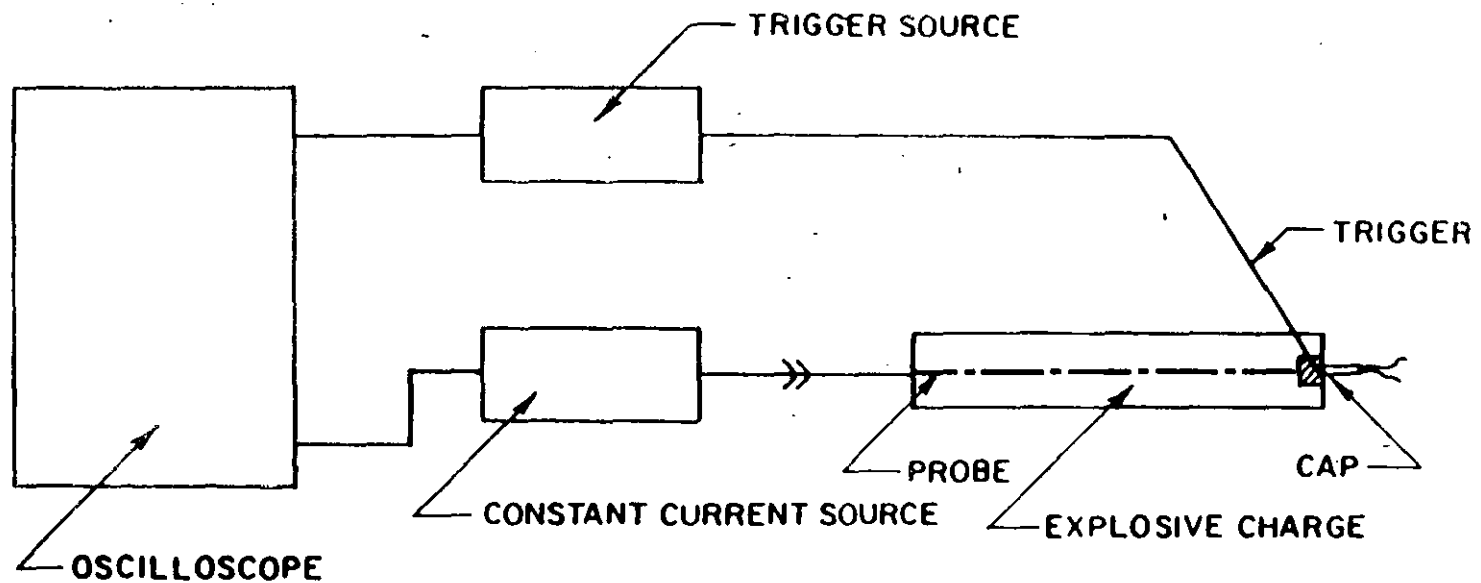 TRIGGER SOURCE
TRIGGER
PROBE
CAP
CONSTANT CURRENT SOURCE
EXPLOSIVE CHARGE
OSCILLOSCOPE